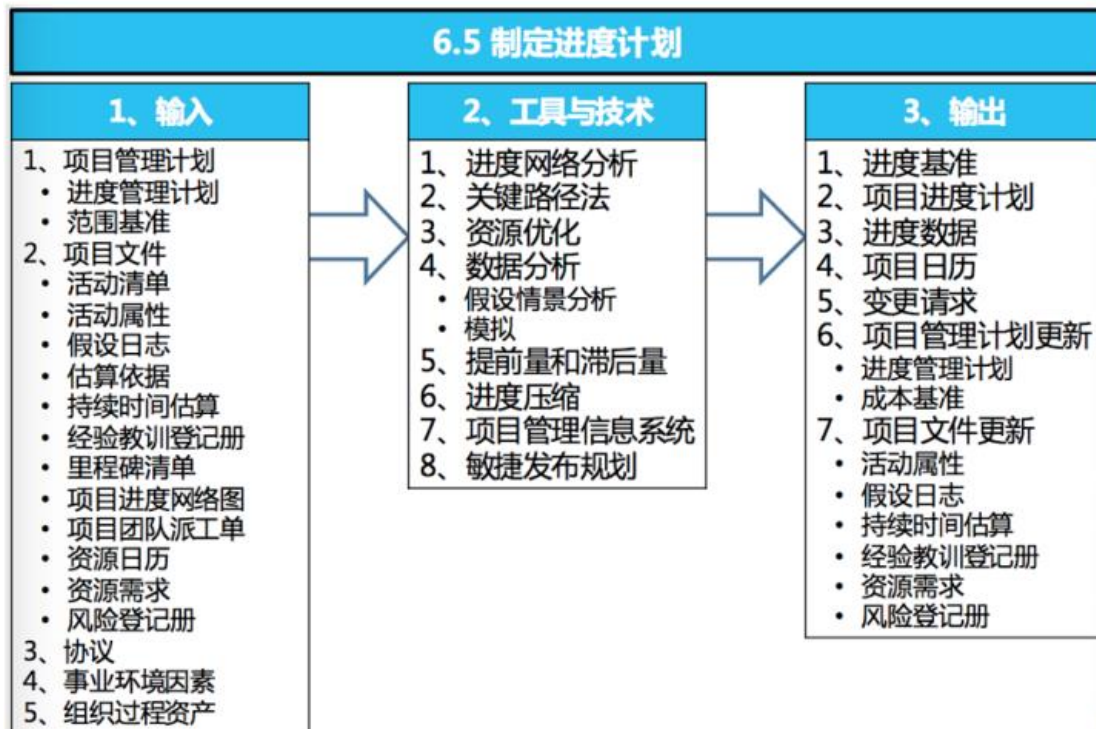 6.5 制定进度计划
1、输入
1、项目管理计划
• 进度管理计划
• 范围基准
2、项目文件
• 活动清单
• 活动属性
• 假设日志
• 估算依据
• 持续时间估算
• 经验教训登记册
• 里程碑清单
• 项目进度网络图
• 项目团队派工单
• 资源日历
• 资源需求
• 风险登记册
3、协议
4、事业环境因素
5、组织过程资产
2、工具与技术
1、进度网络分析
2、关键路径法
3、资源优化
4、数据分析
• 假设情景分析
• 模拟
5、提前量和滞后量
6、进度压缩
7、项目管理信息系统
8、敏捷发布规划
3、输出
1、进度基准
2、项目进度计划
3、进度数据
4、项目日历
5、变更请求
6、项目管理计划更新
• 进度管理计划
• 成本基准
7、项目文件更新
• 活动属性
• 假设日志
• 持续时间估算
• 经验教训登记册
• 资源需求
• 风险登记册